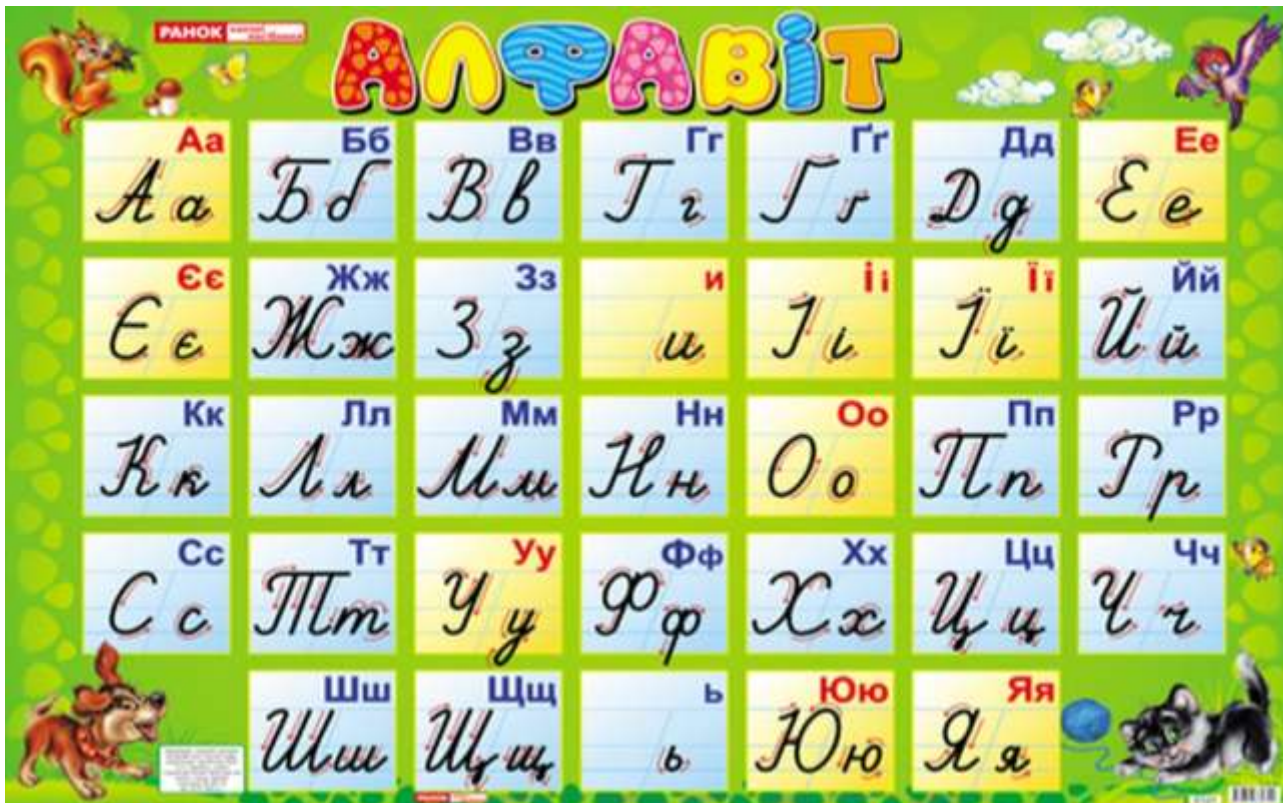 РАНОК
АЛФАВІТ
Аа Бб Вв Гг Ґґ Дд Ее
Аа Бб Вв Гг Ґґ Дд Ее
Єє Жж Зз и Іі Її Йй
Єє Жж Зз и Іі Її Йй
Кк Лл Мм Нн Оо Пп Рр
Кк Лл Мм Нн Оо Пп Рр
Сс Тт Уу Фф Хх Цц Чч
Сс Тт Уу Фф Хх Цц Чч
Шш Щщ ь Юю Яя
Шш Щщ ь Юю Яя
РАНОК